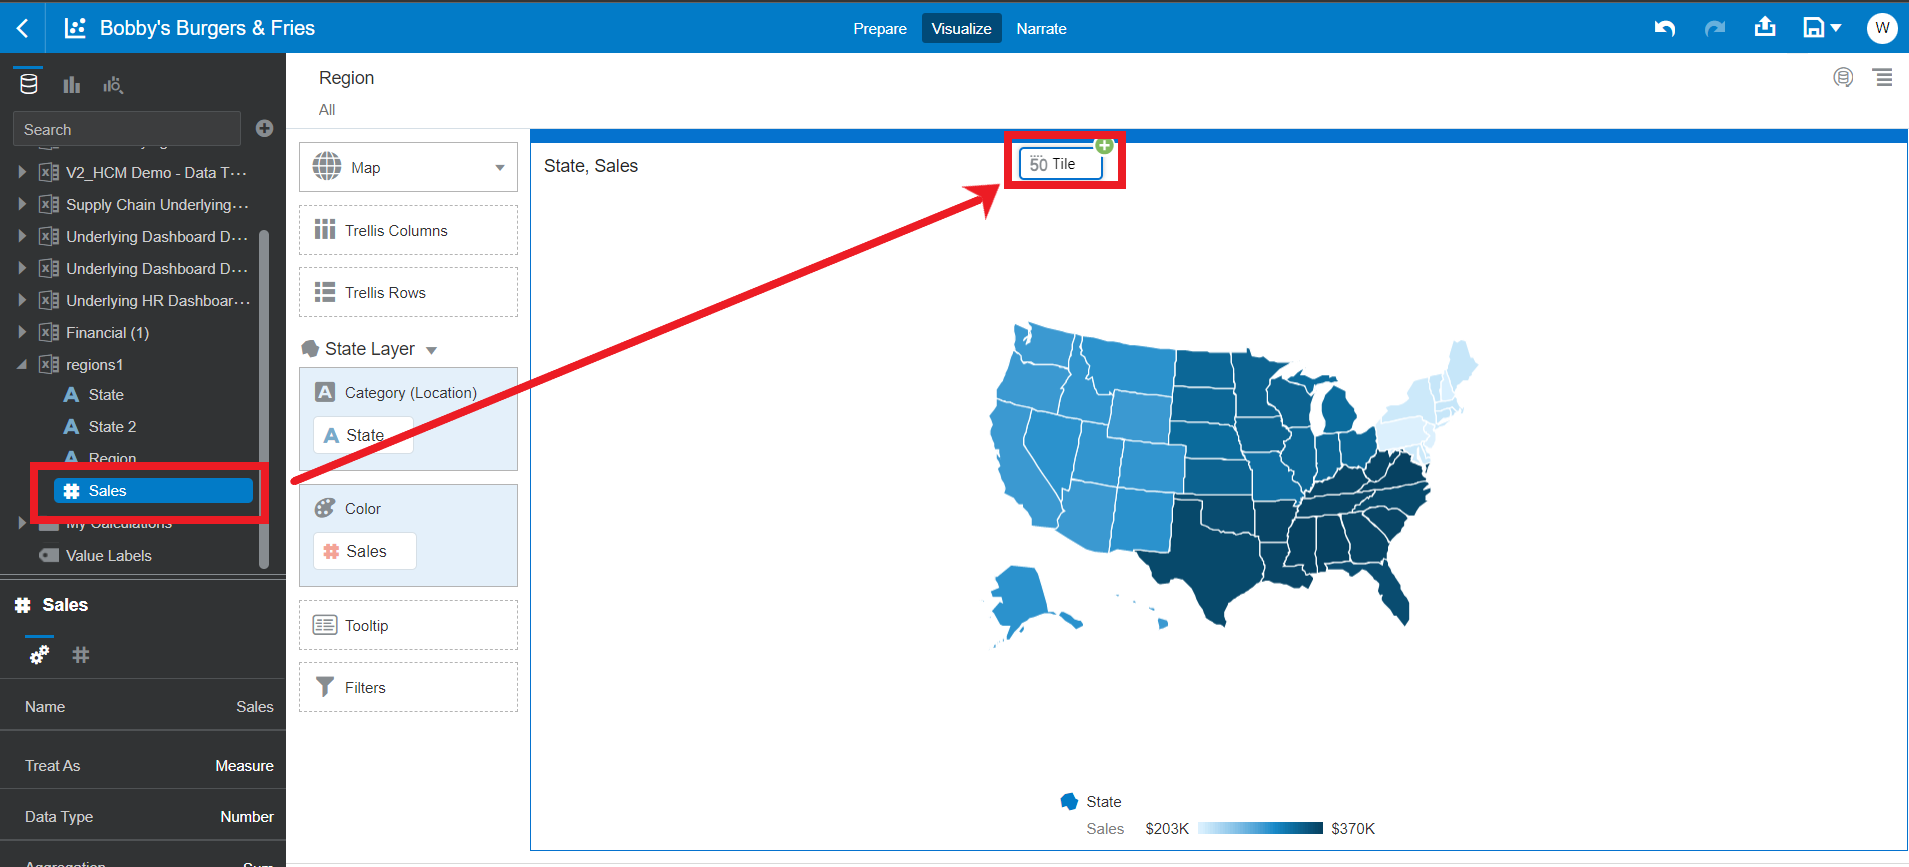 Bobby's Burgers & Fries
Prepare
Visualize
Narrate
W
Search
V2_HCM Demo - Data T...
Supply Chain Underlying...
Underlying Dashboard D...
Underlying Dashboard D...
Underlying HR Dashboar...
Financial (1)
regions1
A State
A State 2
A Region
# Sales
My Calculations
Value Labels
# Sales
#
Name Sales
Treat As Measure
Data Type Number
Aggregation Sum
Region
All
Map
Trellis Columns
Trellis Rows
State Layer
A Category (Location)
A State
Color
# Sales
Tooltip
Filters
State, Sales
50 Tile
State
Sales $203K $370K